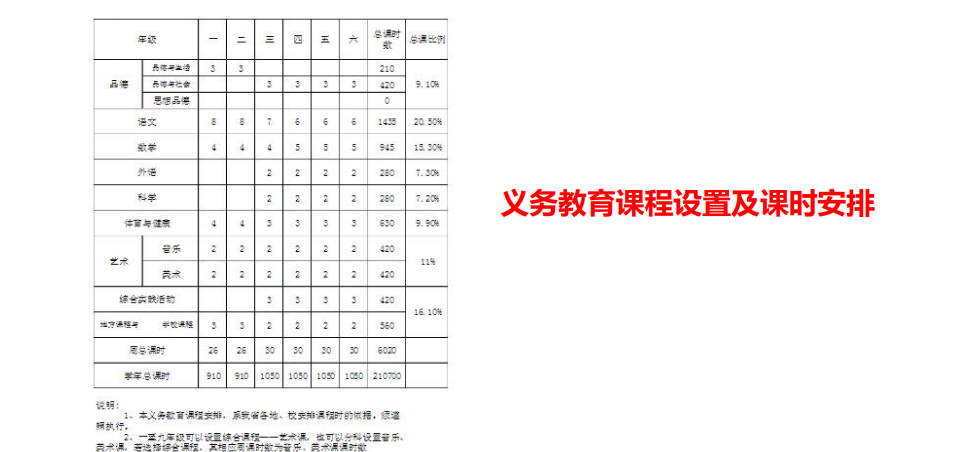 年级 一 二 三 四 五 六 总课时数 总课比例
品德 品德与生活 3 3 210 9.10%
品德与社会 3 3 3 3 420
思想品德 0
语文 8 8 7 6 6 6 1435 20.50%
数学 4 4 4 5 5 5 945 15.30%
外语 2 2 2 2 280 7.30%
科学 2 2 2 2 280 7.20%
体育与健康 4 4 3 3 3 3 630 9.90%
艺术 音乐 2 2 2 2 2 2 420 11%
美术 2 2 2 2 2 2 420
综合实践活动 3 3 3 3 420 16.10%
地方课程与 学校课程 3 3 2 2 2 2 560
周总课时 26 26 30 30 30 30 6020
学年总课时 910 910 1050 1050 1050 1050 210700
义务教育课程设置及课时安排
说明:
1、本义务教育课程安排,系我省各地、校安排课程时的依据。须遵
照执行。
2、一至九年级可以设置综合课程——艺术课,也可以分科设置音乐、
美术课,若选择综合课程,其相应周课时数为音乐、美术课课时数